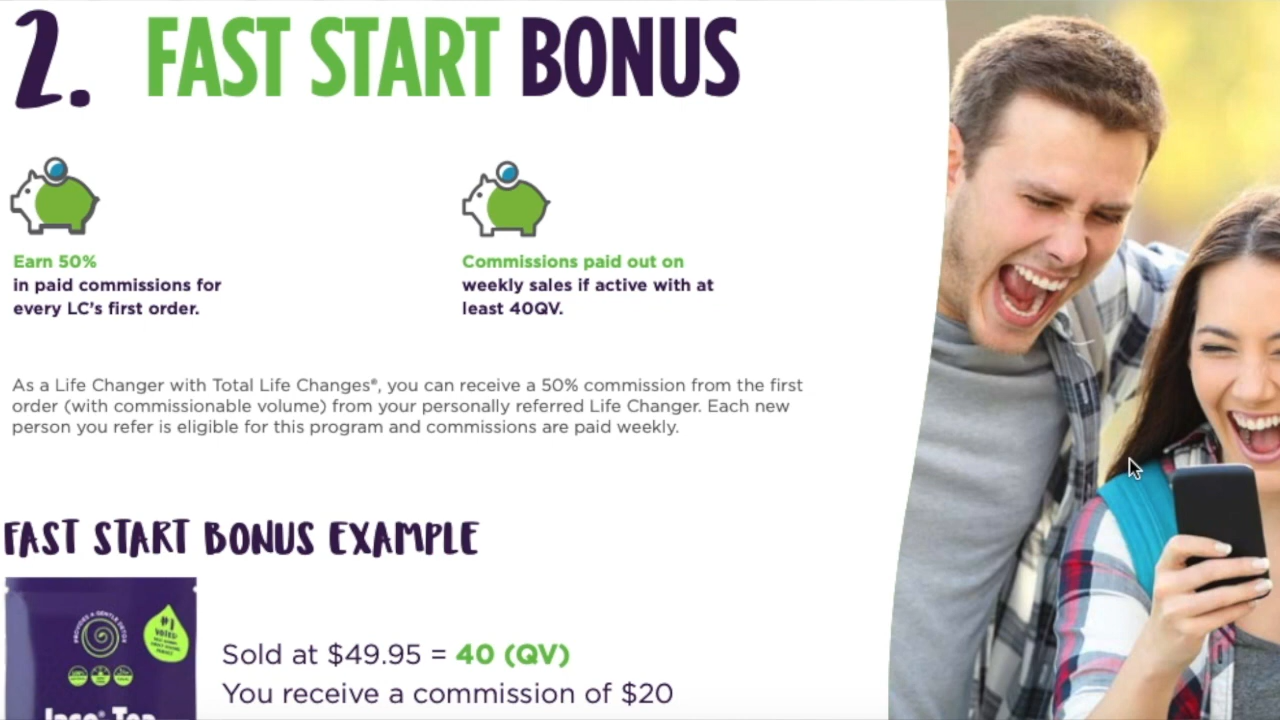 2. FAST START BONUS
Earn 50%
in paid commissions for
every LC's first order.
Commissions paid out on
weekly sales if active with at
least 40QV.
As a Life Changer with Total Life Changes®, you can receive a 50% commission from the first
order (with commissionable volume) from your personally referred Life Changer. Each new
person you refer is eligible for this program and commissions are paid weekly.
FAST START BONUS EXAMPLE
PROVIDES A GENTLE DETOX
#1
VOTED
Sold at $49.95 = 40 (QV)
You receive a commission of $20